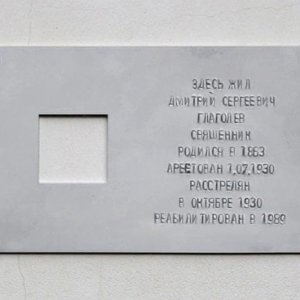 ЗДЕСЬ ЖИЛ
ДМИТРИЙ СЕРГЕЕВИЧ
ГЛАГОЛЕВ
СВЯЩЕННИК
РОДИЛСЯ В 1863
АРЕСТОВАН 1.07.1930
РАССТРЕЛЯН
В ОКТЯБРЕ 1930
РЕАБИЛИТИРОВАН В 1989